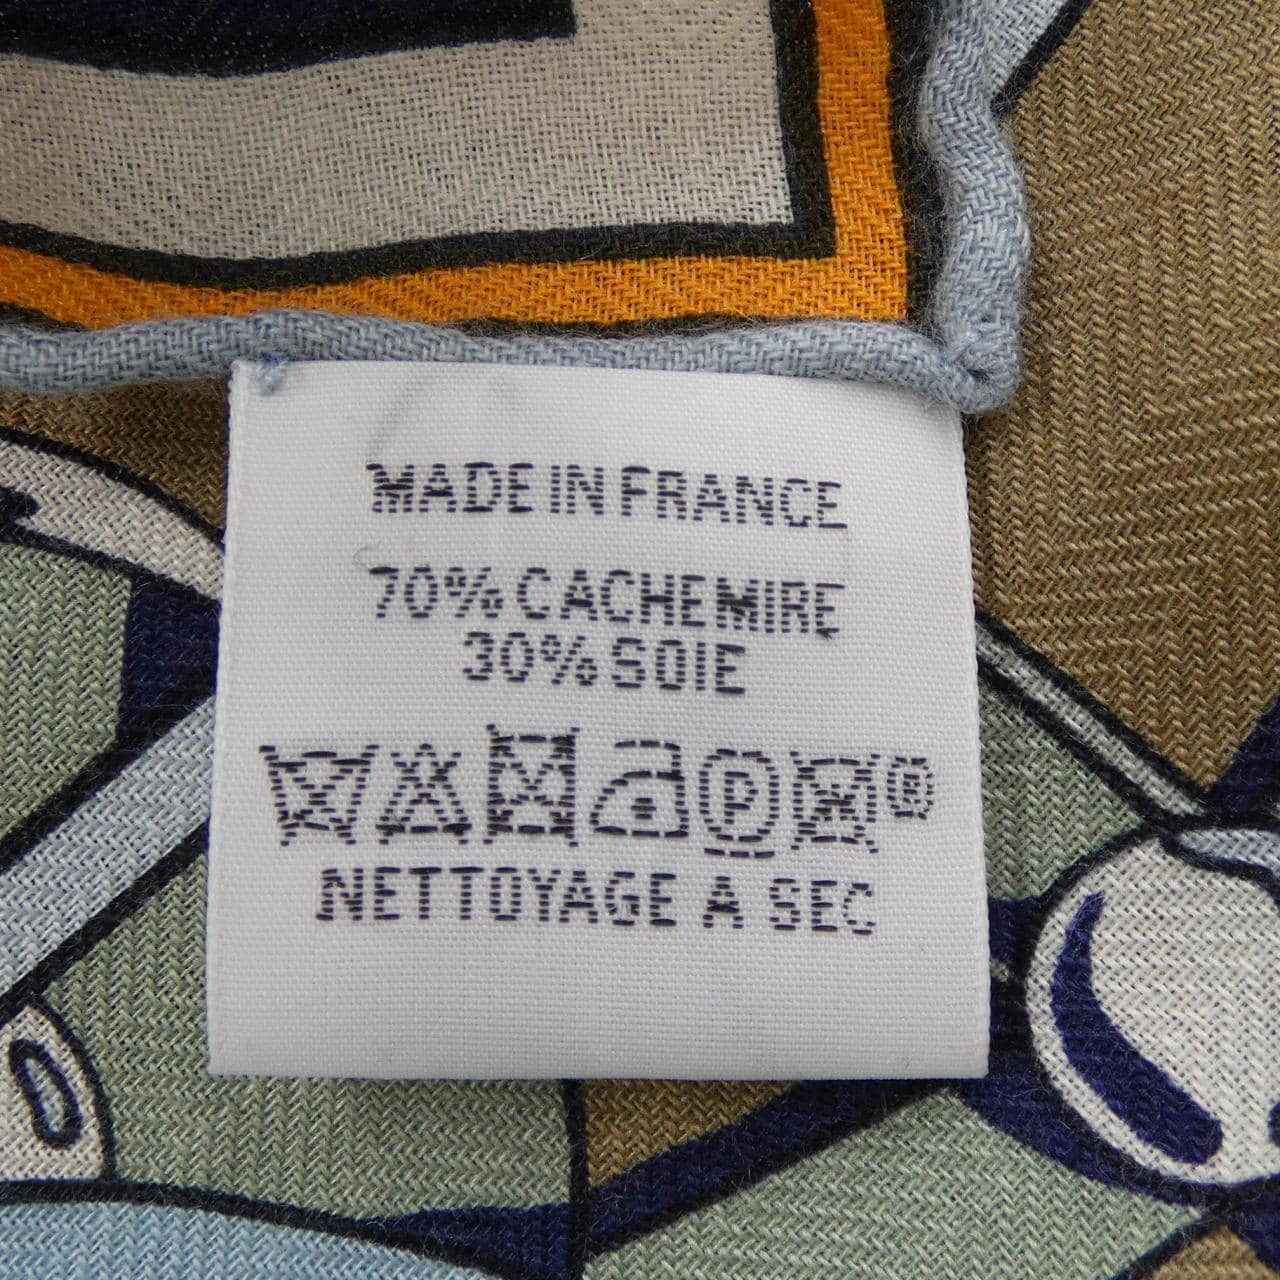 MADE IN FRANCE
70% CACHEMIRE
30% SOIE
P W ®
NETTOYAGE A SEC